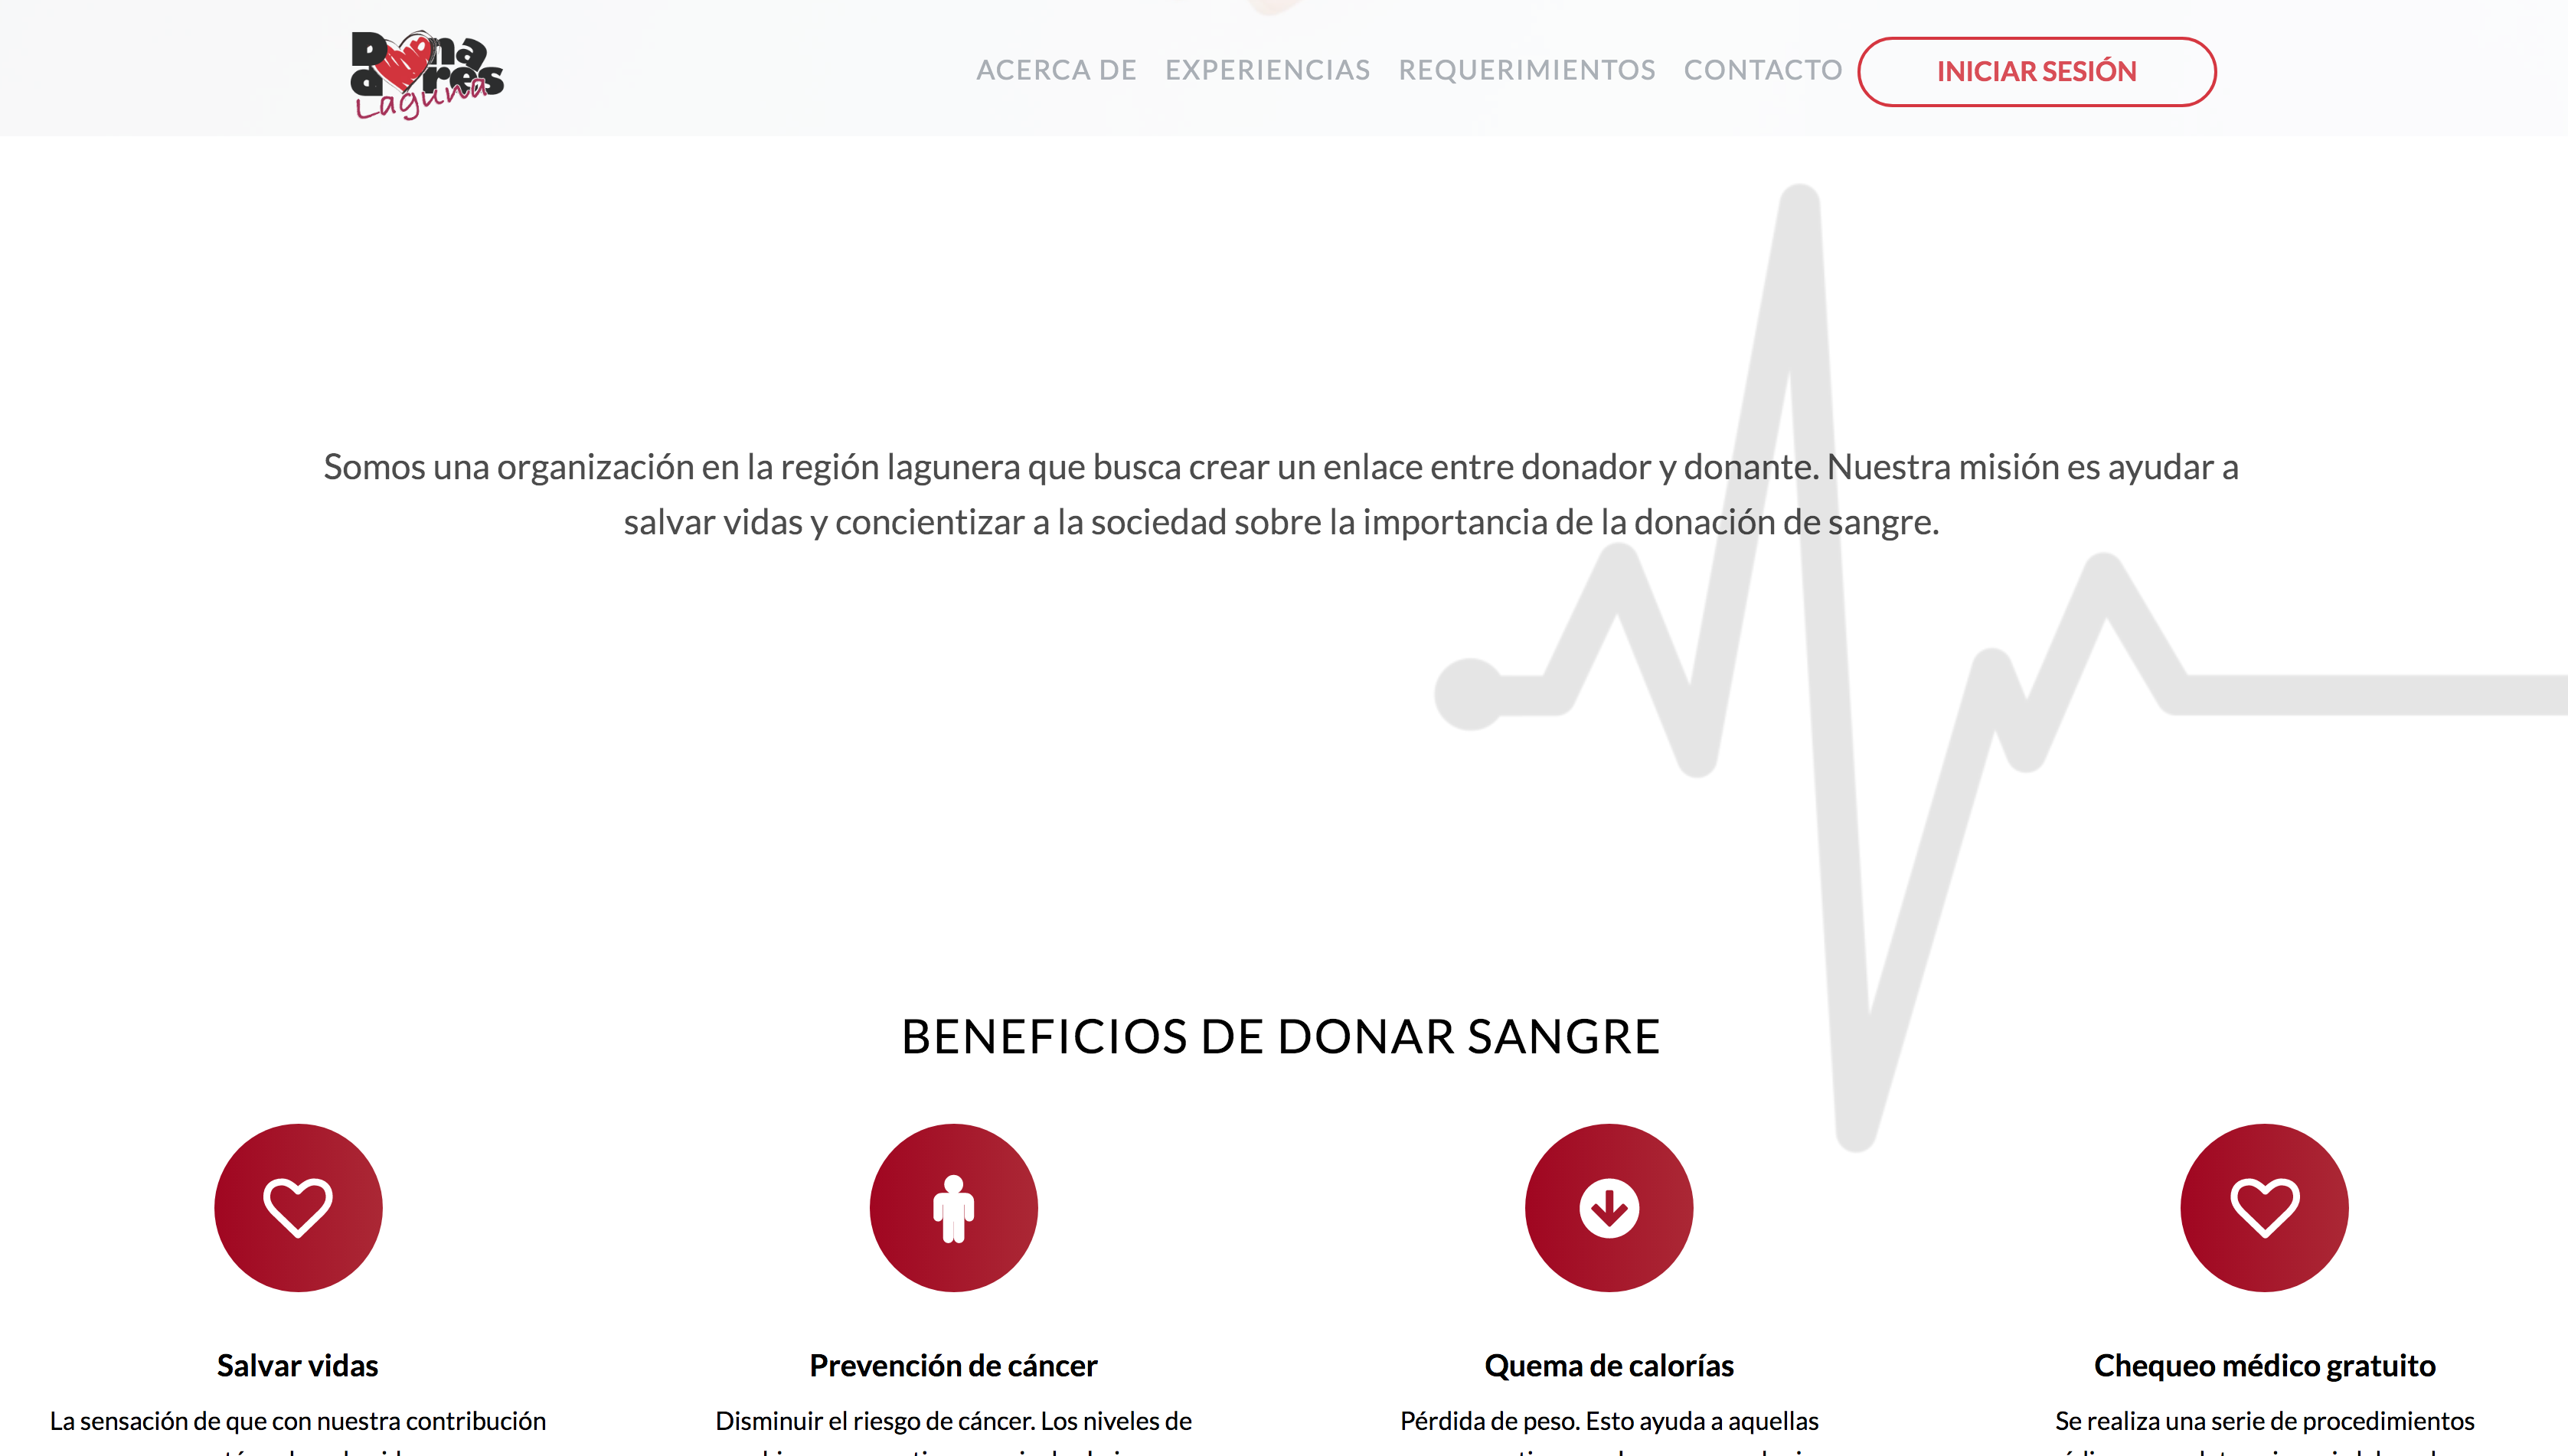 Dona
dores
Laguna
ACERCA DE EXPERIENCIAS REQUERIMIENTOS CONTACTO INICIAR SESIÓN
Somos una organización en la región lagunera que busca crear un enlace entre donador y donante. Nuestra misión es ayudar a
salvar vidas y concientizar a la sociedad sobre la importancia de la donación de sangre.
BENEFICIOS DE DONAR SANGRE
Salvar vidas
La sensación de que con nuestra contribución
Prevención de cáncer
Disminuir el riesgo de cáncer. Los niveles de
Quema de calorías
Pérdida de peso. Esto ayuda a aquellas
Chequeo médico gratuito
Se realiza una serie de procedimientos